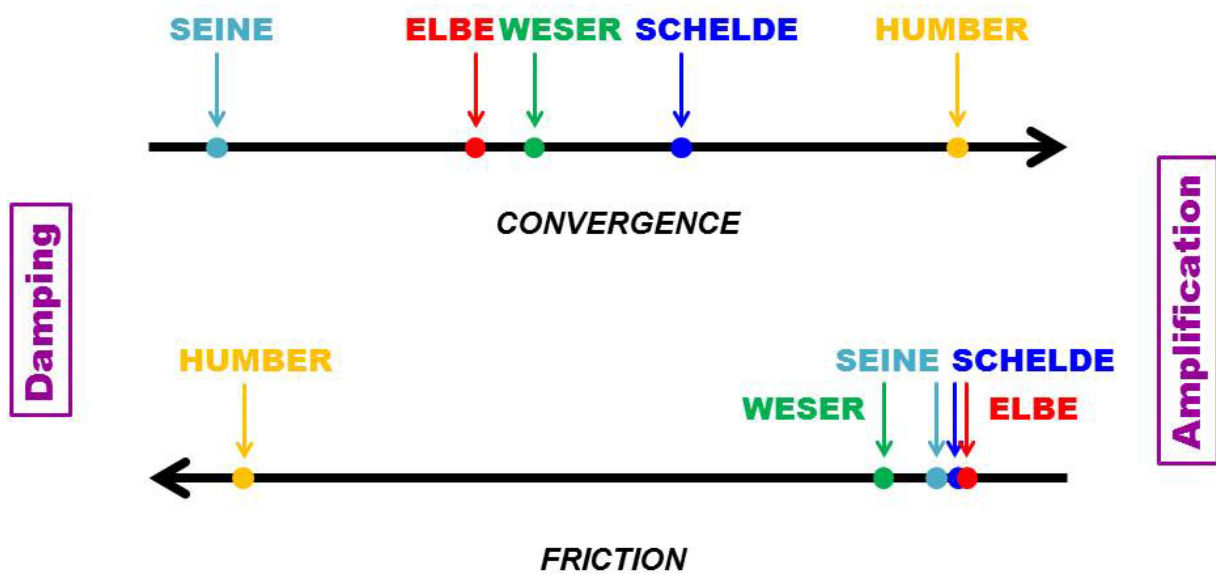 SEINE ELBE WESER SCHELDE HUMBER
CONVERGENCE
Damping
Amplification
HUMBER SEINE SCHELDE
WESER ELBE
FRICTION